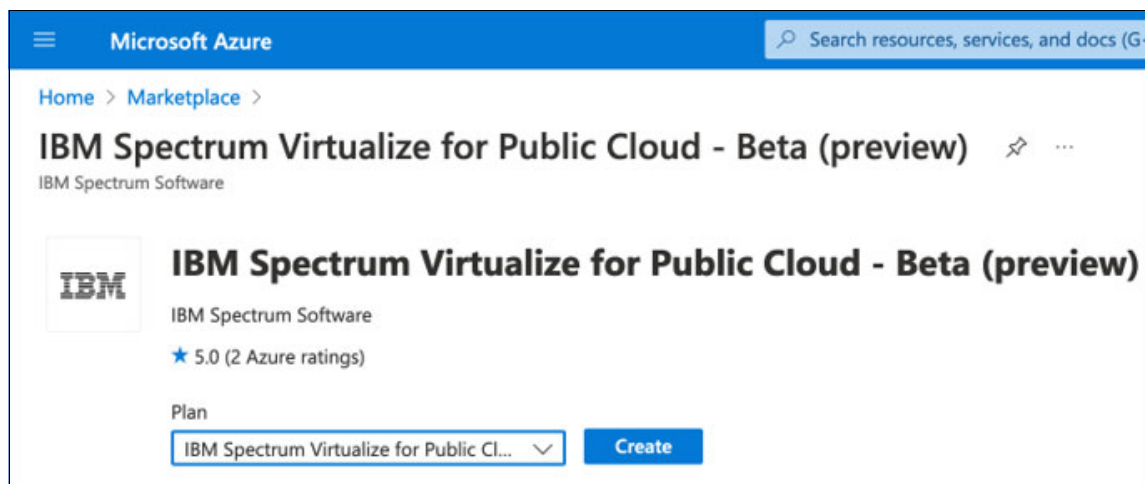 Microsoft Azure
Search resources, services, and docs (G+
Home > Marketplace >
IBM Spectrum Virtualize for Public Cloud - Beta (preview) ...
IBM Spectrum Software
IBM
IBM Spectrum Virtualize for Public Cloud - Beta (preview)
IBM Spectrum Software
★ 5.0 (2 Azure ratings)
Plan
IBM Spectrum Virtualize for Public Cl...
Create